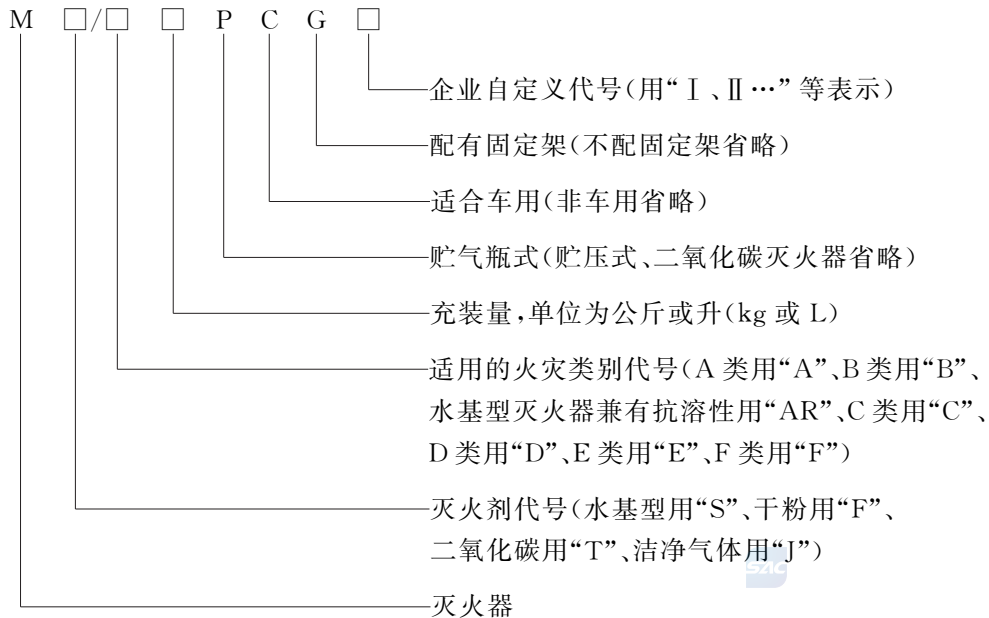 M □/□ □ P C G □
企业自定义代号(用“Ⅰ、Ⅱ…”等表示)
配有固定架(不配固定架省略)
适合车用(非车用省略)
贮气瓶式(贮压式、二氧化碳灭火器省略)
充装量,单位为公斤或升(kg 或 L)
适用的火灾类别代号(A 类用“A”、B 类用“B”、
水基型灭火器兼有抗溶性用“AR”、C 类用“C”、
D 类用“D”、E 类用“E”、F 类用“F”)
灭火剂代号(水基型用“S”、干粉用“F”、
二氧化碳用“T”、洁净气体用“J”)
SAC
灭火器